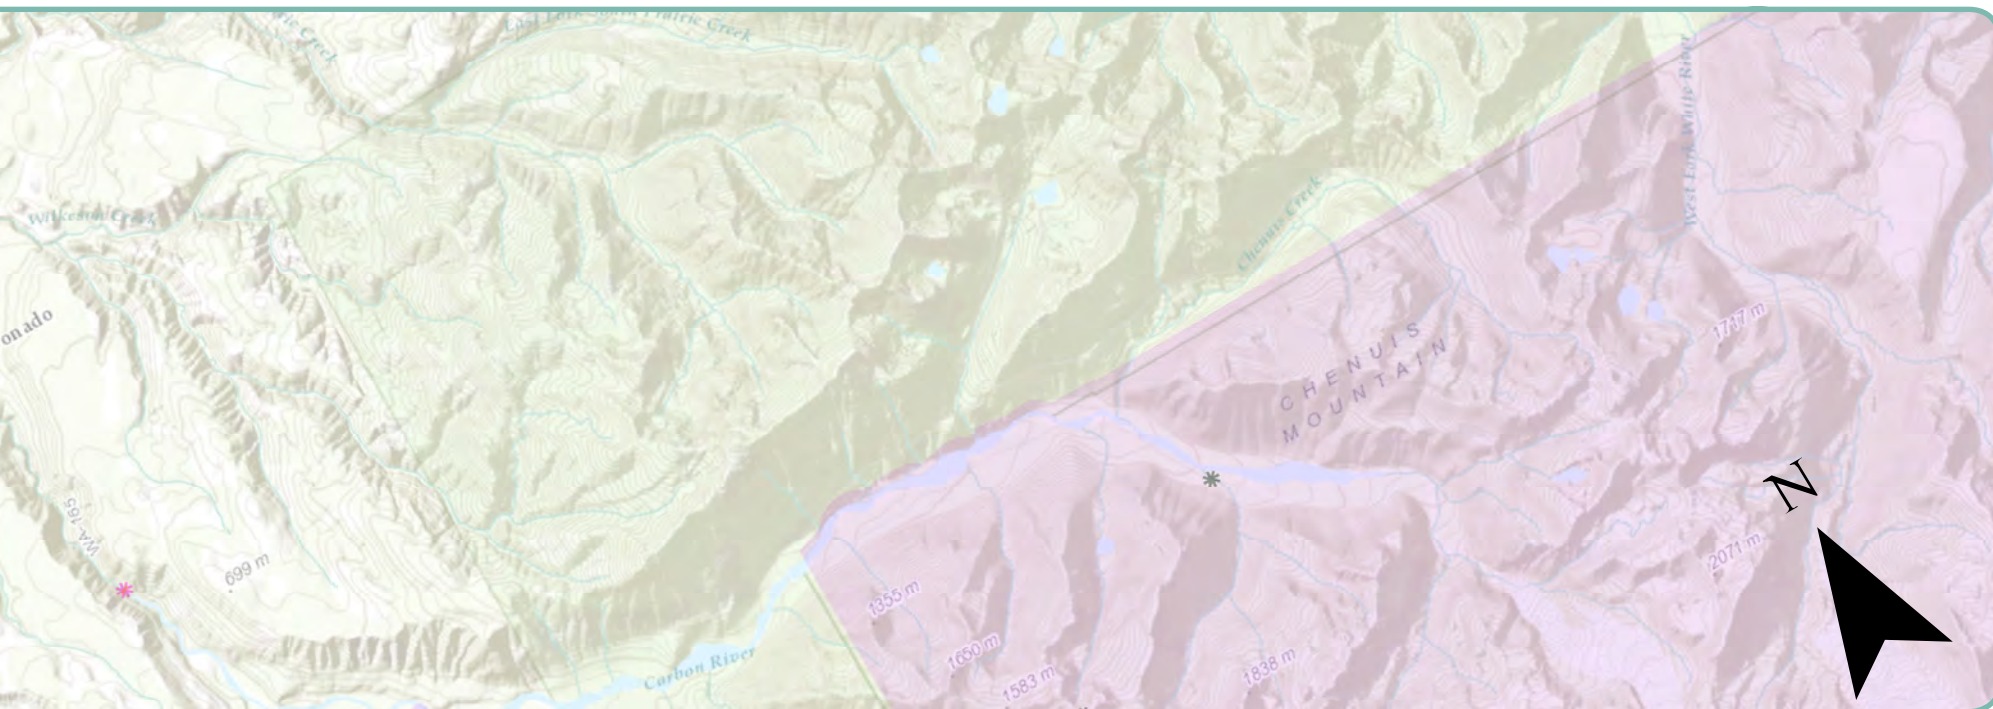 East Fork South Prairie Creek
Creek
West Fork White River
Wilkeson Creek
Chenuis Creek
onado
1717 m
CHENUIS
MOUNTAIN
N
WA-165
699 m
2071 m
1355 m
Carbon River
1650 m
1583 m
1838 m